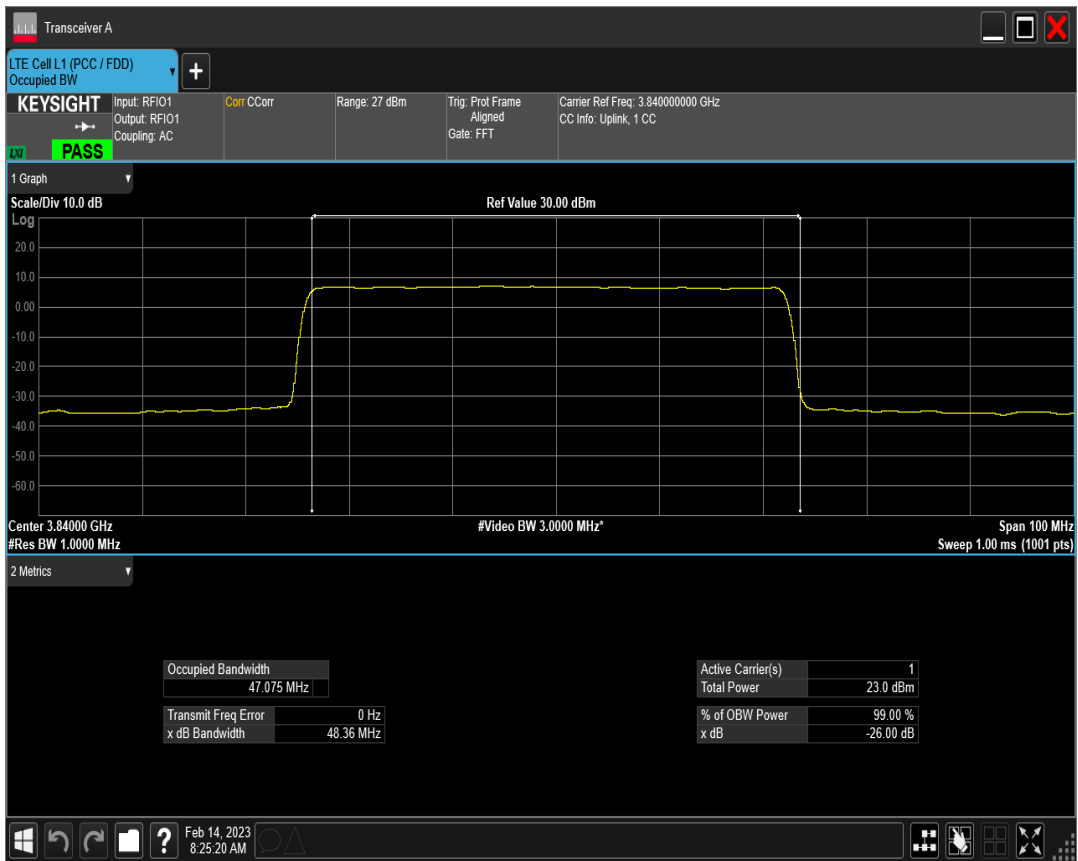 Transceiver A
LTE Cell L1 (PCC / FDD)
Occupied BW
KEYSIGHT
LXI
PASS
Input: RFIO1
Output: RFIO1
Coupling: AC
Corr CCorr
Range: 27 dBm
Trig: Prot Frame
Aligned
Gate: FFT
Carrier Ref Freq: 3.840000000 GHz
CC Info: Uplink, 1 CC
1 Graph
Scale/Div 10.0 dB
Ref Value 30.00 dBm
Log
20.0
10.0
0.00
-10.0
-20.0
-30.0
-40.0
-50.0
-60.0
Center 3.84000 GHz
#Video BW 3.0000 MHz*
Span 100 MHz
#Res BW 1.0000 MHz
Sweep 1.00 ms (1001 pts)
2 Metrics
Occupied Bandwidth
47.075 MHz
Transmit Freq Error 0 Hz
x dB Bandwidth 48.36 MHz
Active Carrier(s) 1
Total Power 23.0 dBm
% of OBW Power 99.00 %
x dB -26.00 dB
Feb 14, 2023
8:25:20 AM